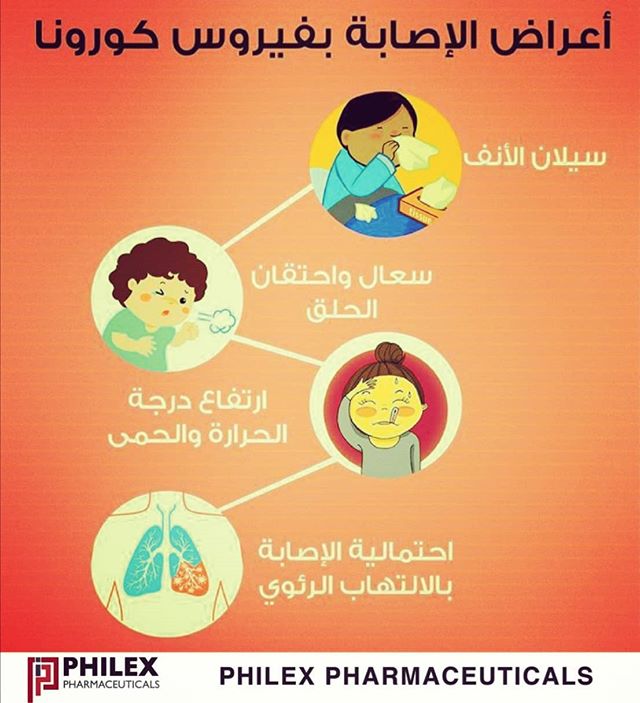 أعراض الإصابة بفيروس كورونا
سيلان الأنف
TISSUE
سعال واحتقان
الحلق
ارتفاع درجة
الحرارة والحمى
احتمالية الإصابة
بالالتهاب الرئوي
PHILEX
PHARMACEUTICALS
PHILEX PHARMACEUTICALS